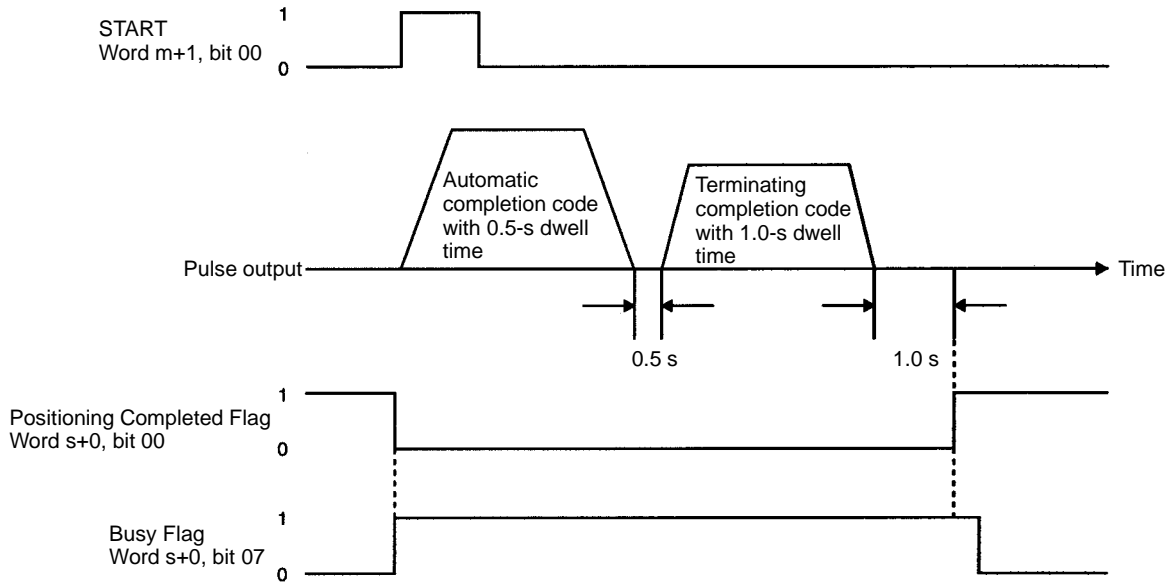 START
Word m+1, bit 00
1
0
Automatic
completion code
with 0.5-s dwell
time
Terminating
completion code
with 1.0-s dwell
time
Pulse output
Time
0.5 s
1.0 s
Positioning Completed Flag
Word s+0, bit 00
1
0
Busy Flag
Word s+0, bit 07
1
0